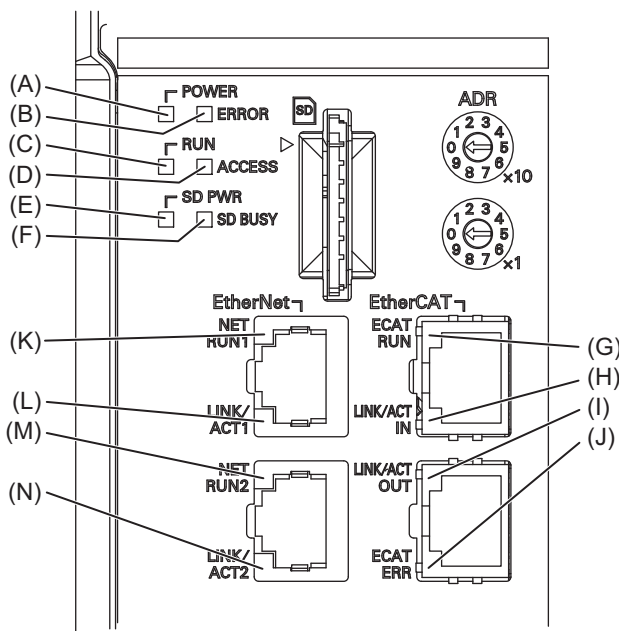 (A)
POWER
(B)
ERROR
(C)
RUN
(D)
ACCESS
(E)
SD PWR
(F)
SD BUSY
SD
ADR
0 1 2 3 4 5 6 7 8 9
×10
0 1 2 3 4 5 6 7 8 9
×1
EtherNet
EtherCAT
(K)
NET
RUN1
(L)
LINK/
ACT1
(M)
NET
RUN2
(N)
LINK/
ACT2
ECAT
RUN
(G)
(H)
LINK/ACT
IN
(I)
LINK/ACT
OUT
(J)
ECAT
ERR